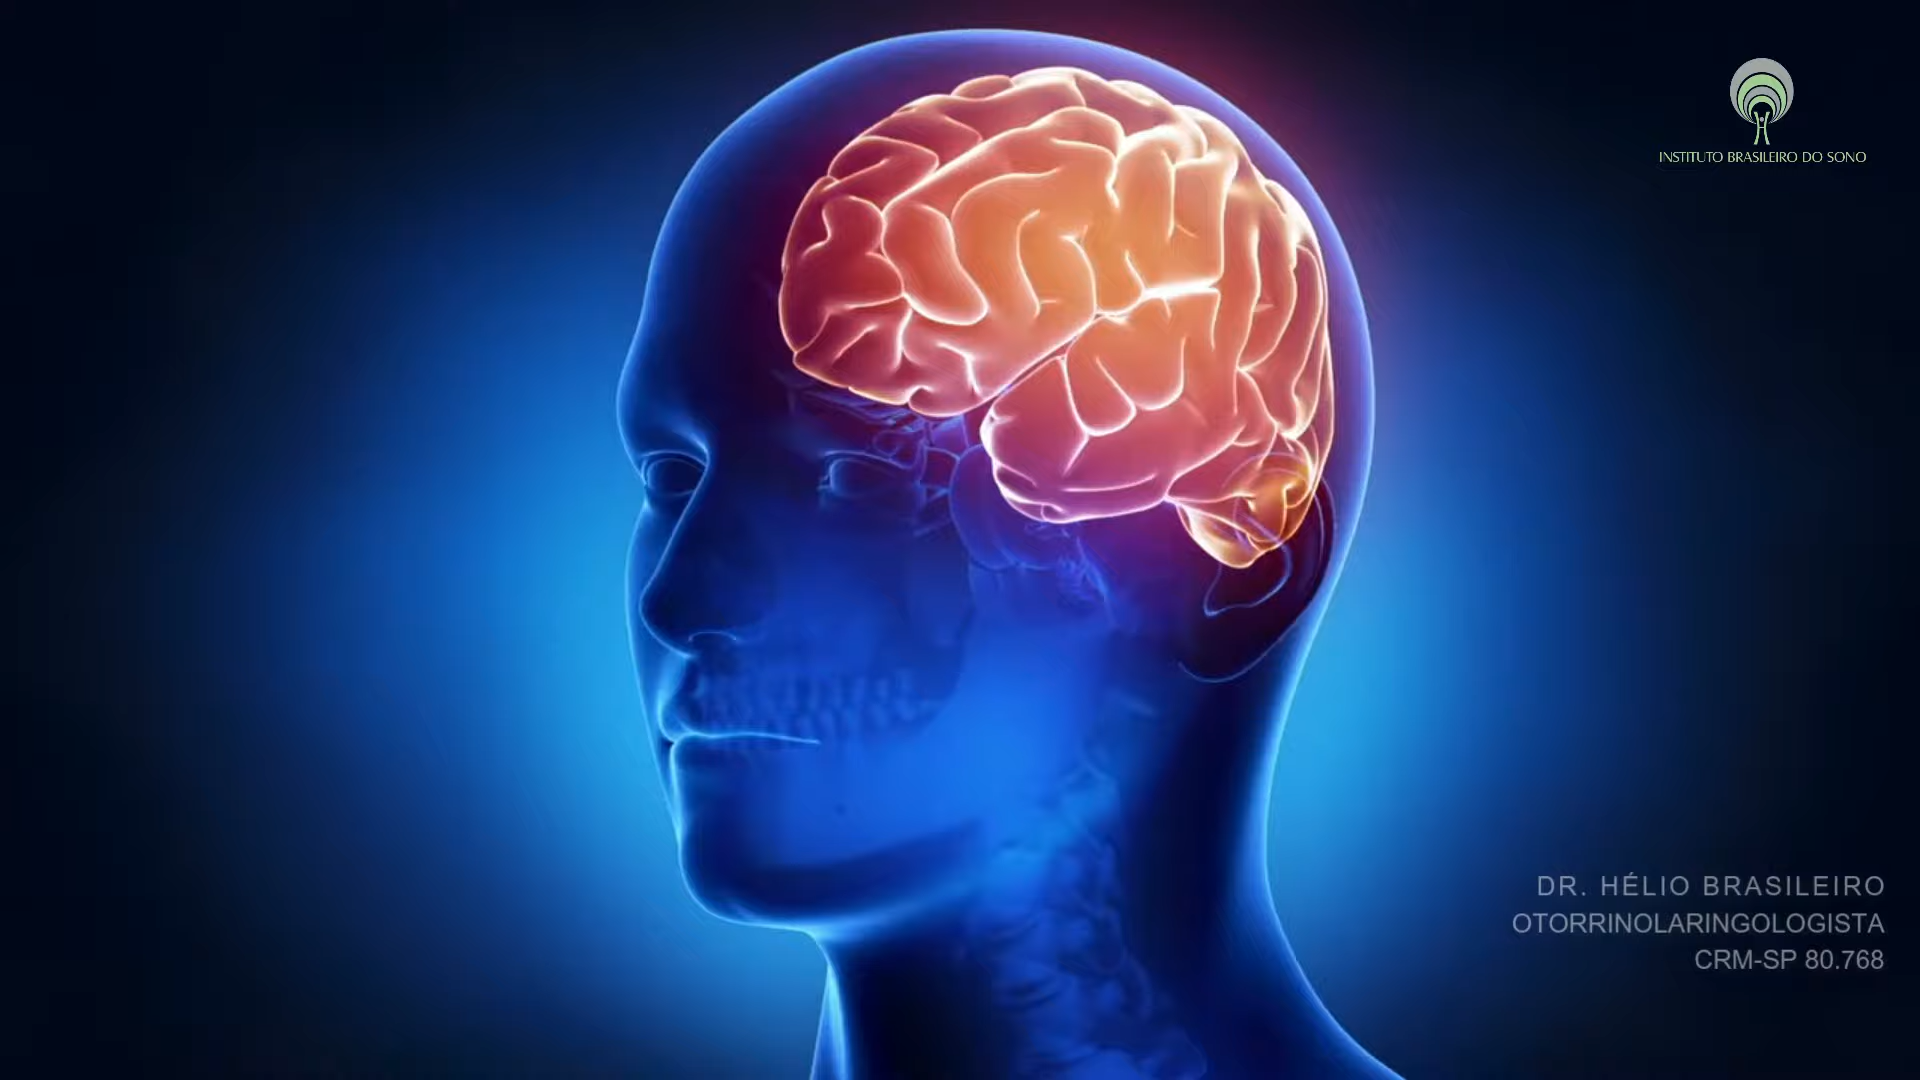 INSTITUTO BRASILEIRO DO SONO
DR. HÉLIO BRASILEIRO
OTORRINOLARINGOLOGISTA
CRM-SP 80.768